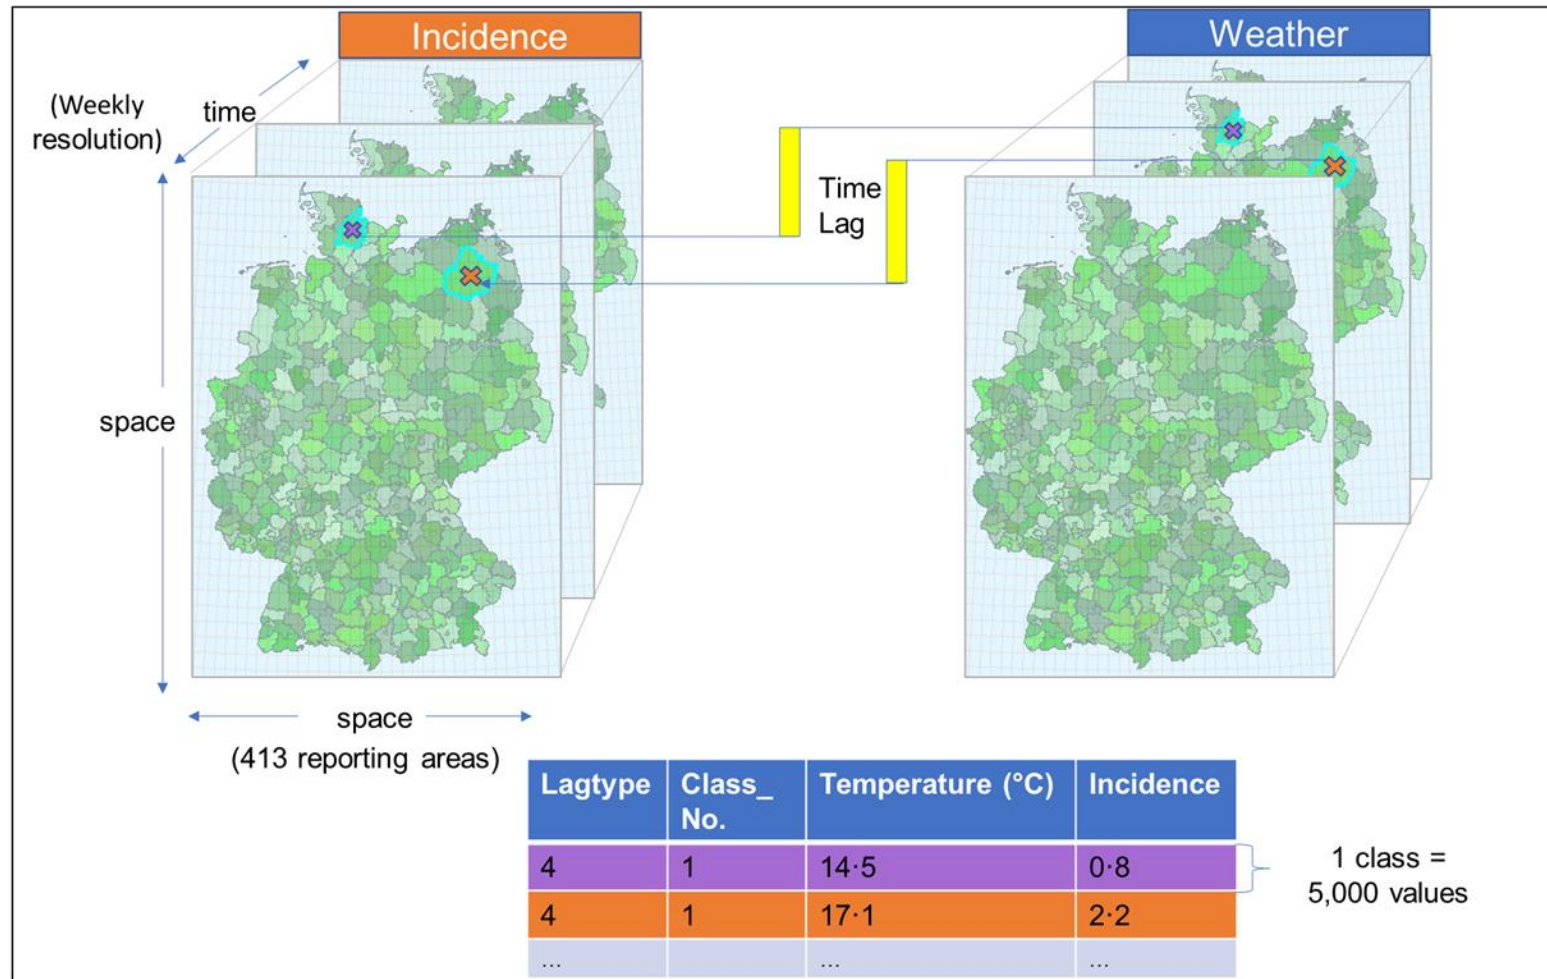 Incidence
Weather
(Weekly
resolution)
time
Time
Lag
space
space
(413 reporting areas)
Lagtype Class_ Temperature (°C) Incidence
No.
4 1 14·5 0·8
4 1 17·1 2·2
... ... ...
1 class =
5,000 values